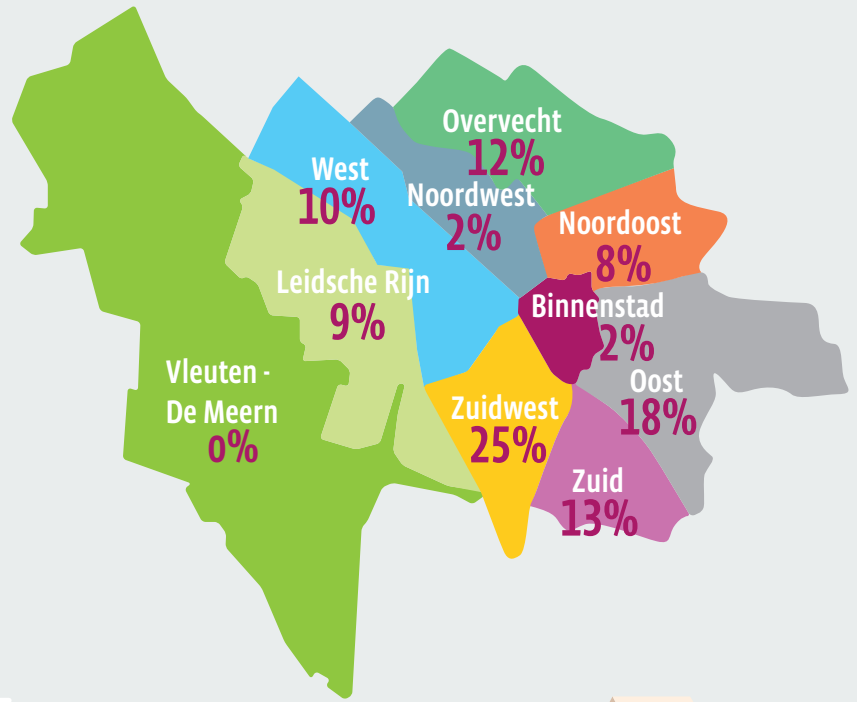 Overvecht
12%
West
10%
Noordwest
2%
Noordoost
8%
Leidsche Rijn
9%
Binnenstad
2%
Vleuten -
De Meern
0%
Oost
18%
Zuidwest
25%
Zuid
13%